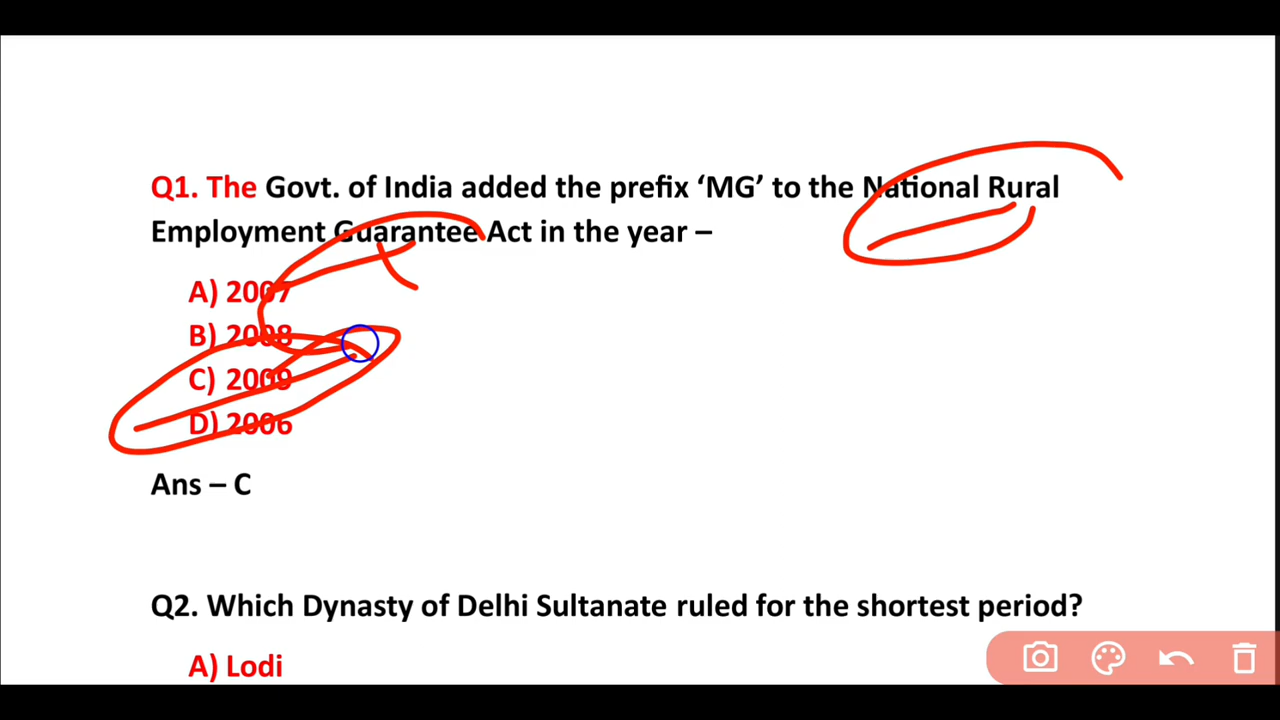 Q1. The Govt. of India added the prefix ‘MG’ to the National Rural
Employment Guarantee Act in the year –
A) 2007
B) 2008
C) 2009
D) 2006
Ans – C
Q2. Which Dynasty of Delhi Sultanate ruled for the shortest period?
A) Lodi